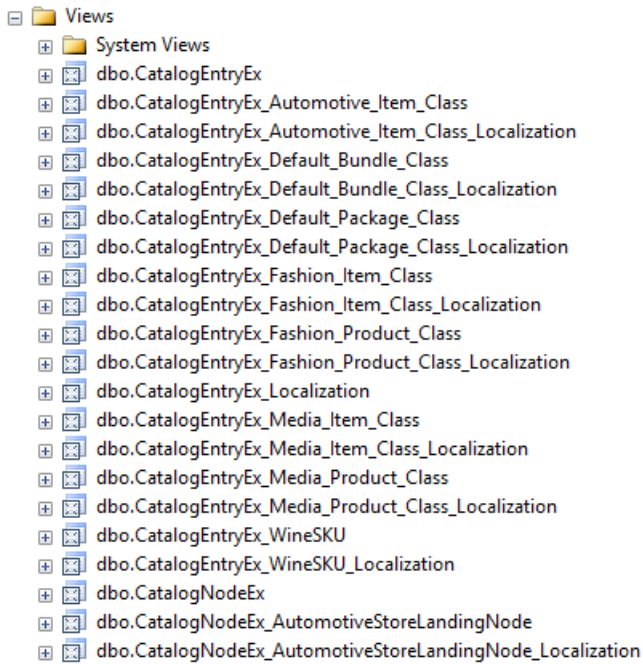 Views
System Views
dbo.CatalogEntryEx
dbo.CatalogEntryEx_Automotive_Item_Class
dbo.CatalogEntryEx_Automotive_Item_Class_Localization
dbo.CatalogEntryEx_Default_Bundle_Class
dbo.CatalogEntryEx_Default_Bundle_Class_Localization
dbo.CatalogEntryEx_Default_Package_Class
dbo.CatalogEntryEx_Default_Package_Class_Localization
dbo.CatalogEntryEx_Fashion_Item_Class
dbo.CatalogEntryEx_Fashion_Item_Class_Localization
dbo.CatalogEntryEx_Fashion_Product_Class
dbo.CatalogEntryEx_Fashion_Product_Class_Localization
dbo.CatalogEntryEx_Localization
dbo.CatalogEntryEx_Media_Item_Class
dbo.CatalogEntryEx_Media_Item_Class_Localization
dbo.CatalogEntryEx_Media_Product_Class
dbo.CatalogEntryEx_Media_Product_Class_Localization
dbo.CatalogEntryEx_WineSKU
dbo.CatalogEntryEx_WineSKU_Localization
dbo.CatalogNodeEx
dbo.CatalogNodeEx_AutomotiveStoreLandingNode
dbo.CatalogNodeEx_AutomotiveStoreLandingNode_Localization